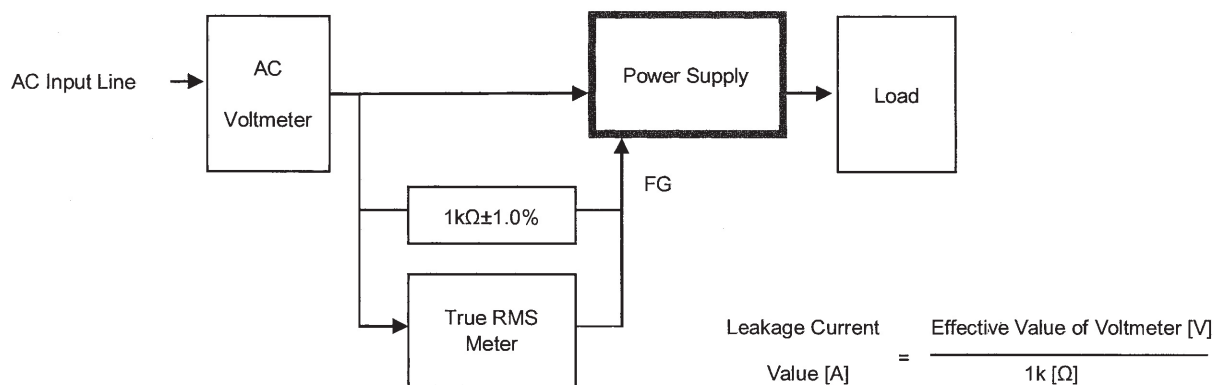 AC Input Line
AC
Voltmeter
Power Supply
Load
FG
1kΩ±1.0%
True RMS
Meter
Leakage Current
Value [A]
=
Effective Value of Voltmeter [V]
1k [Ω]